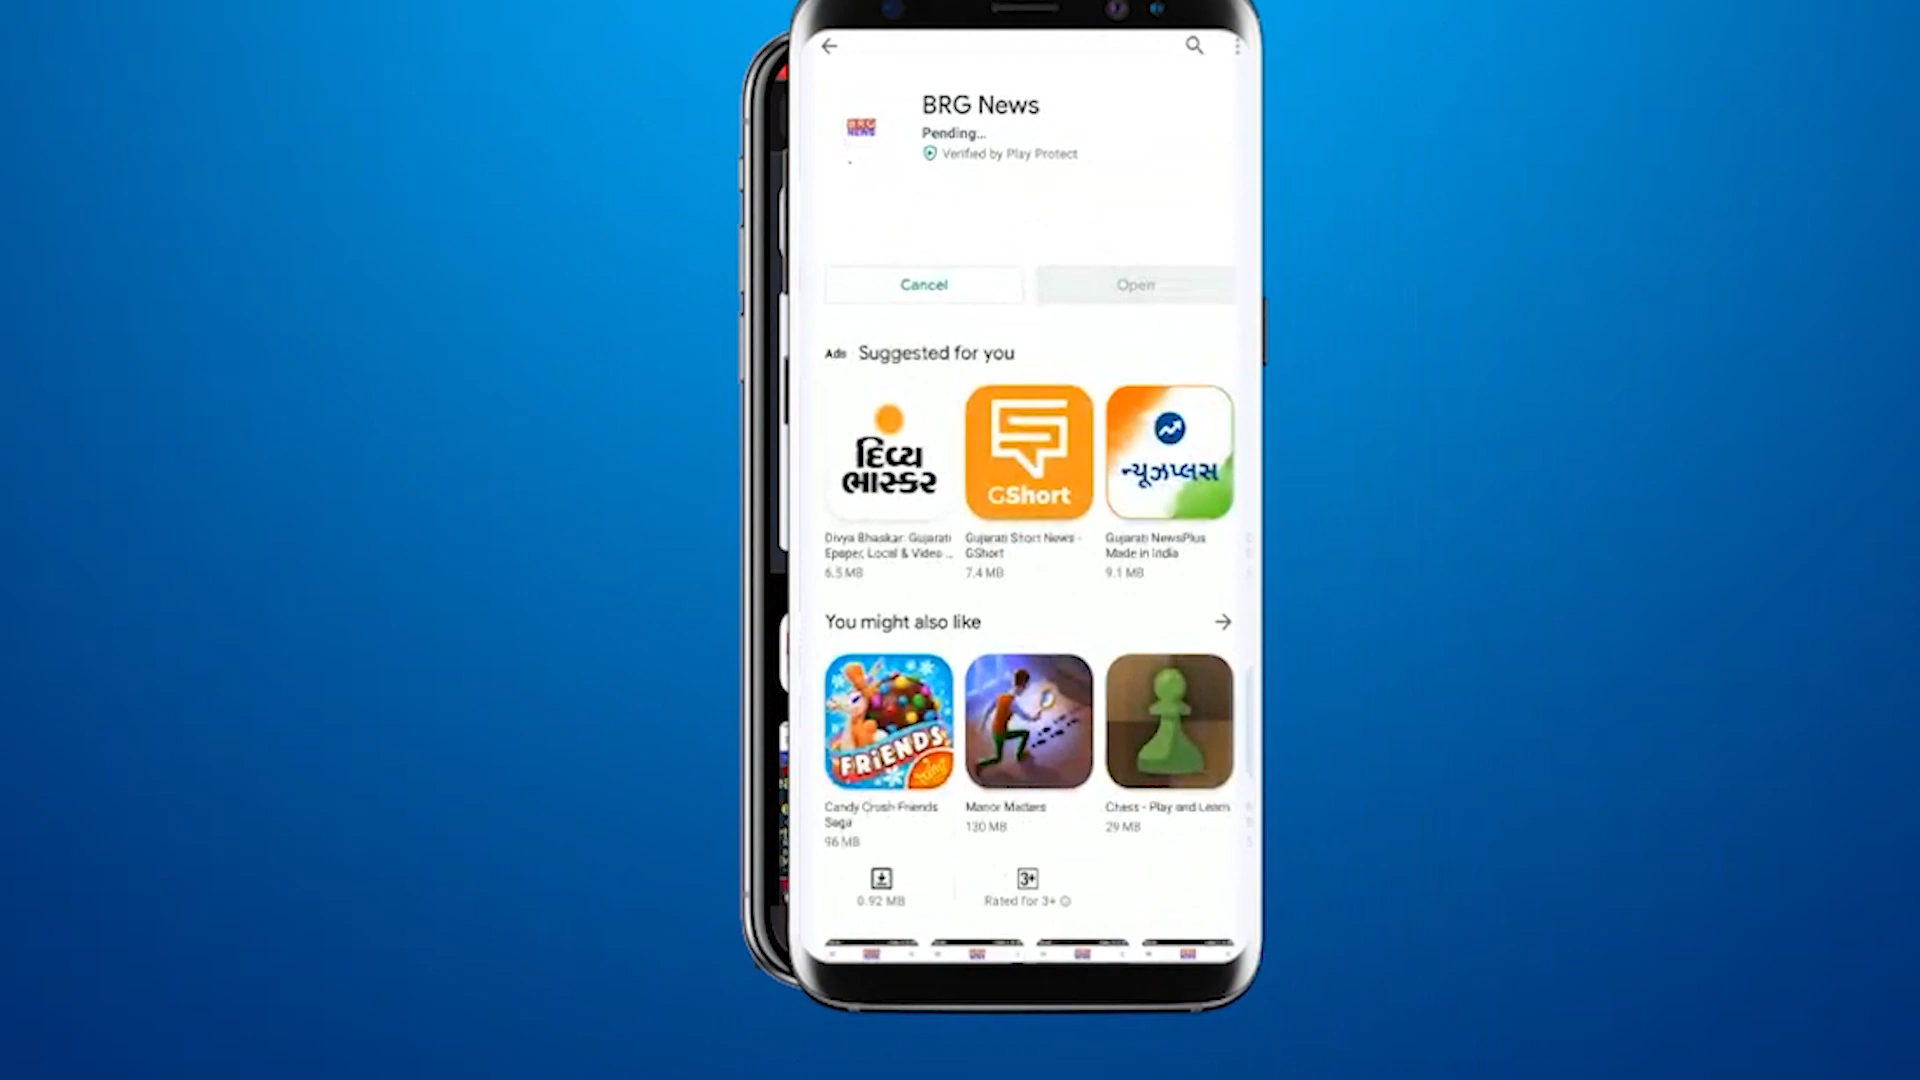 BRG News
BRG
NEWS
Pending...
Verified by Play Protect
Cancel
Open
Ads Suggested for you
દિવ્ય
ભાસ્કર
GShort
ન્યૂઝપ્લસ
Divya Bhaskar: Gujarati
Epaper, Local & Video ...
6.5 MB
Gujarati Short News -
GShort
7.4 MB
Gujarati NewsPlus
Made in India
9.1 MB
You might also like
FRIENDS
King
Candy Crush Friends
Saga
96 MB
Manor Matters
130 MB
Chess - Play and Learn
29 MB
3+
0.92 MB
Rated for 3+